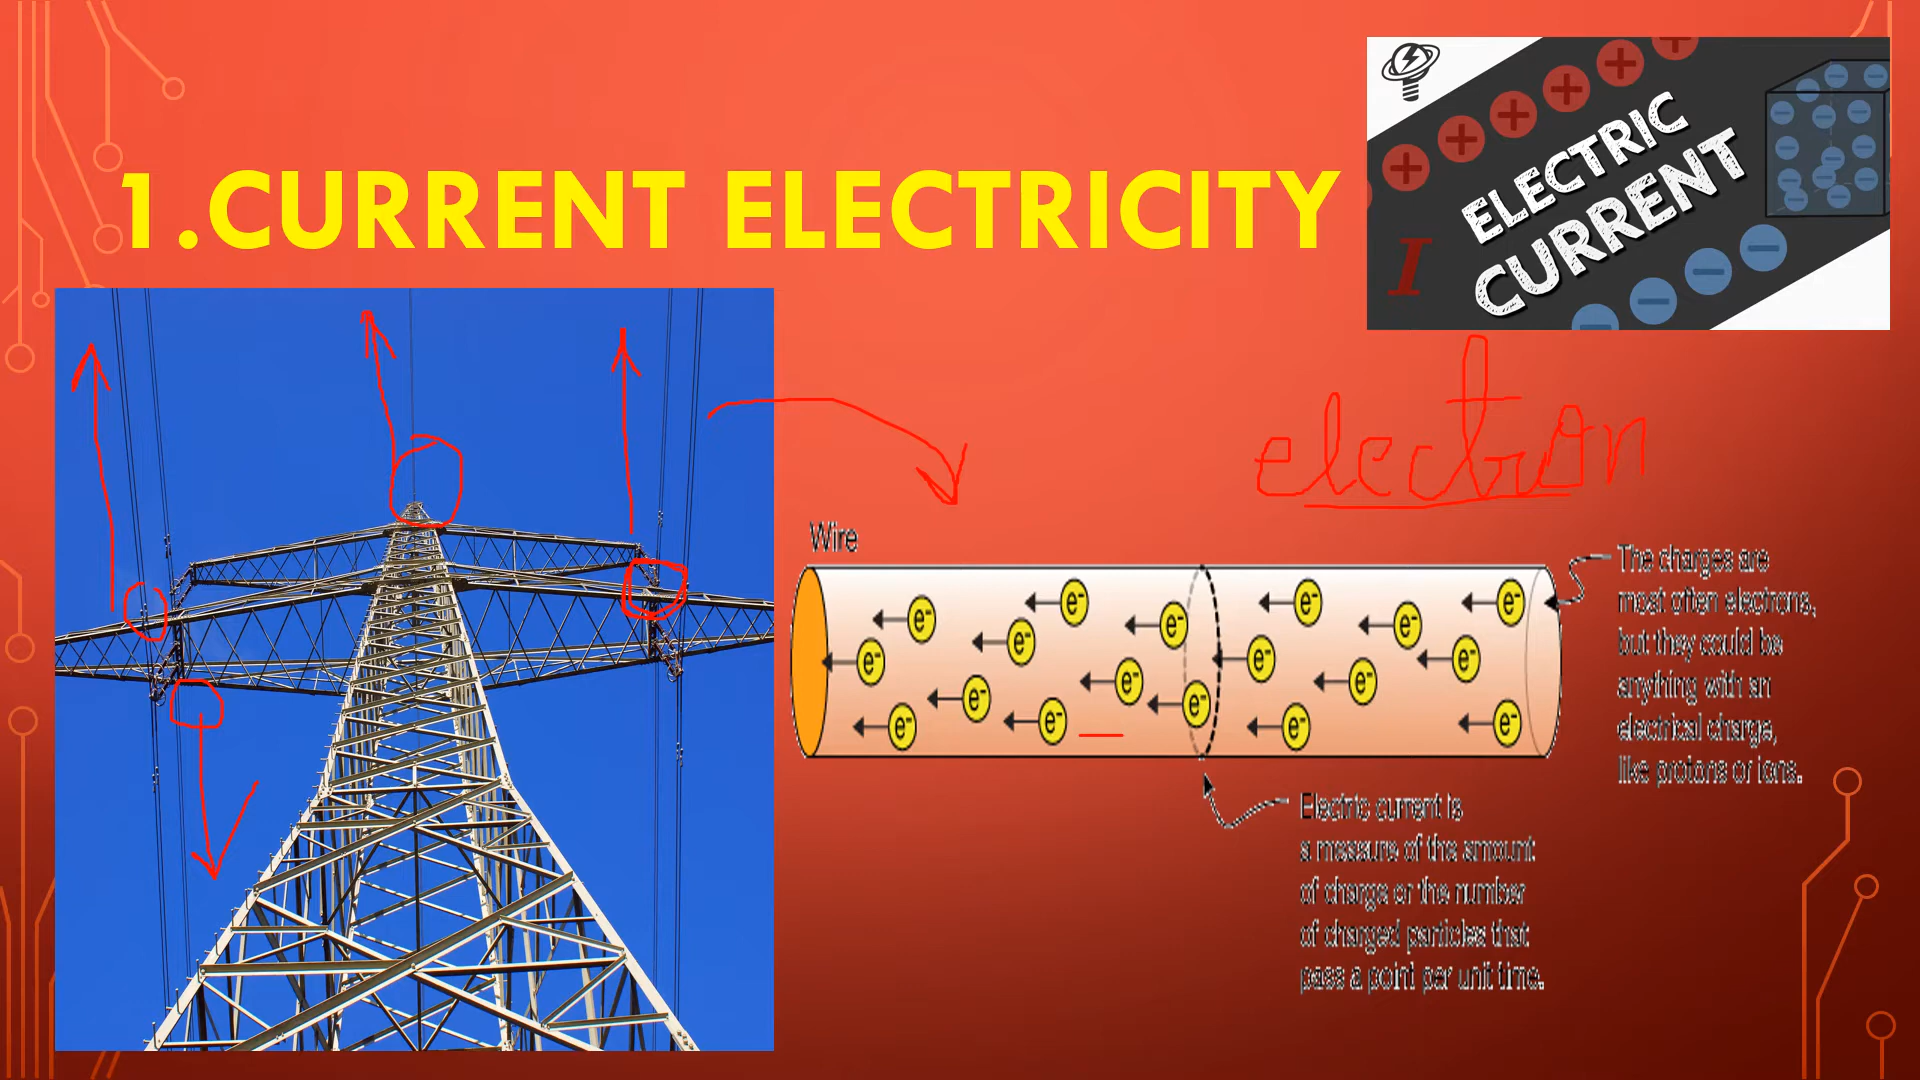 1.CURRENT ELECTRICITY
ELECTRIC
CURRENT
I
electron
Wire
e⁻ e⁻ e⁻ e⁻ e⁻ e⁻ e⁻ e⁻ e⁻ e⁻ e⁻ e⁻ e⁻ e⁻ e⁻ e⁻ e⁻ e⁻
The charges are
most often electrons,
but they could be
anything with an
electrical charge,
like protons or ions.
Electric current is
a measure of the amount
of charge or the number
of charged particles that
pass a point per unit time.